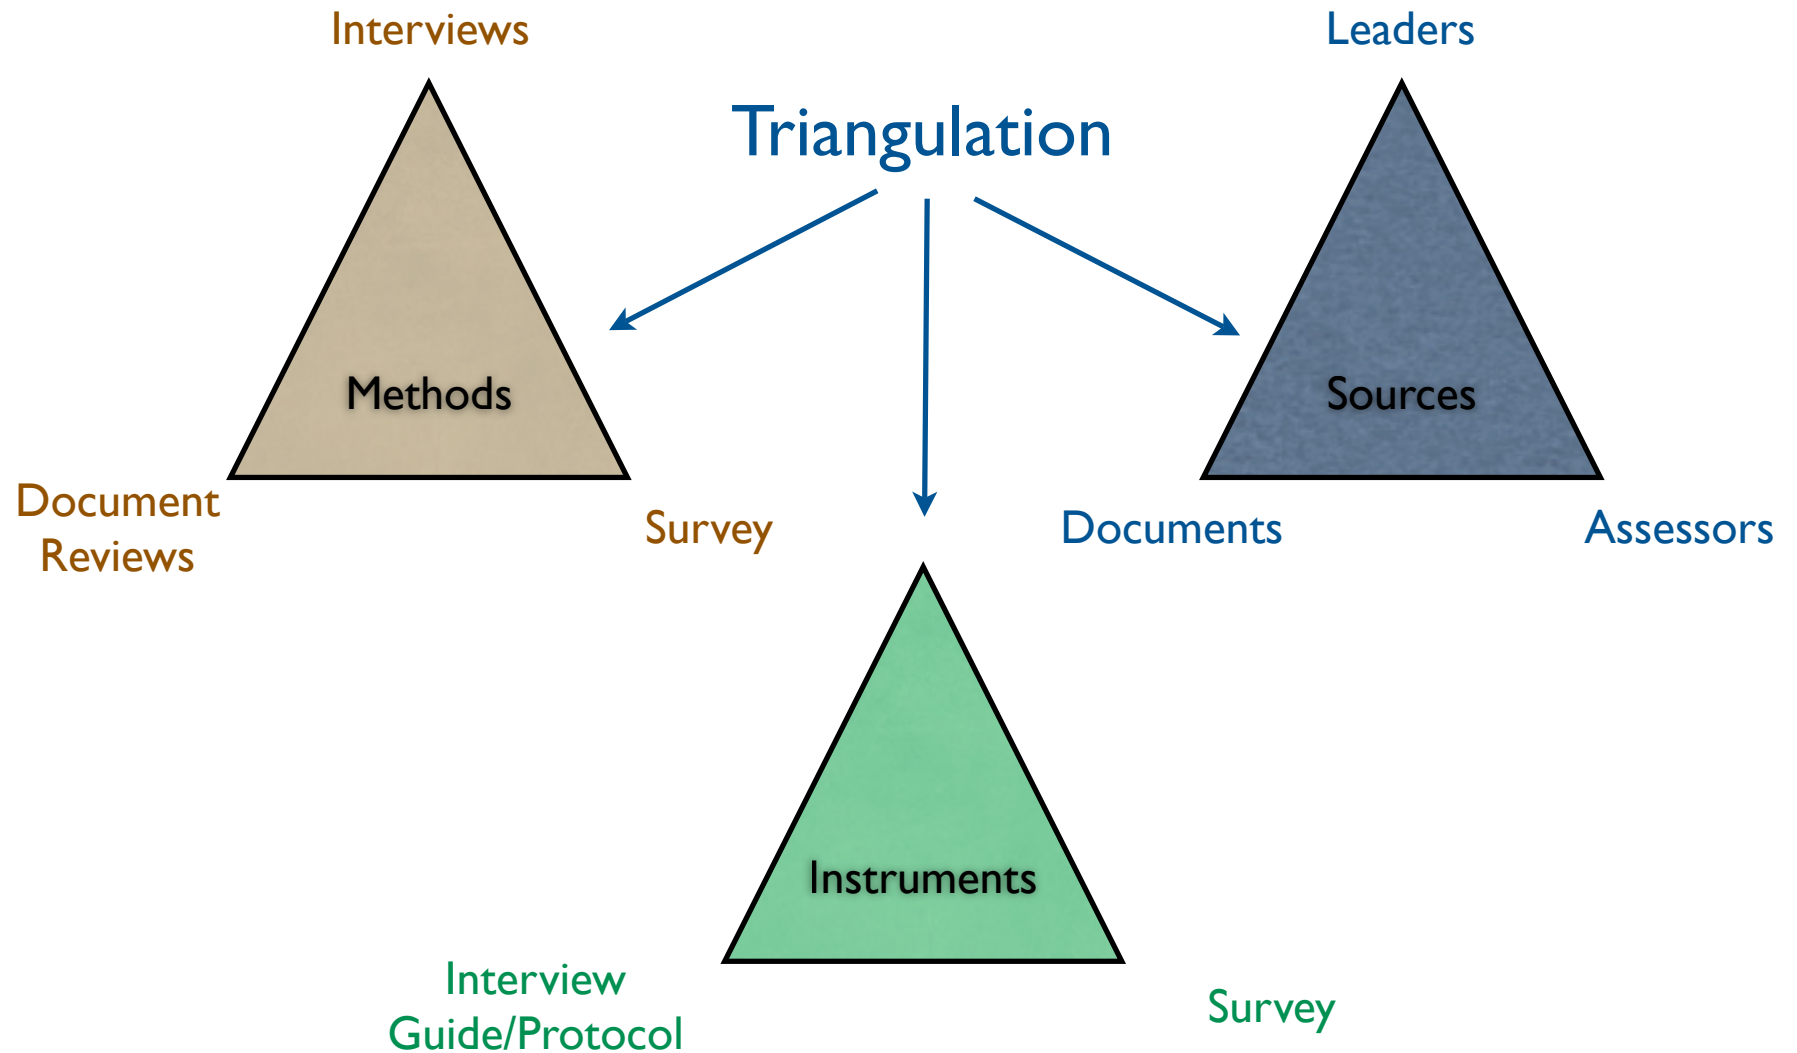 Interviews
Leaders
Triangulation
Methods
Sources
Document
Reviews
Survey
Documents
Assessors
Instruments
Interview
Guide/Protocol
Survey